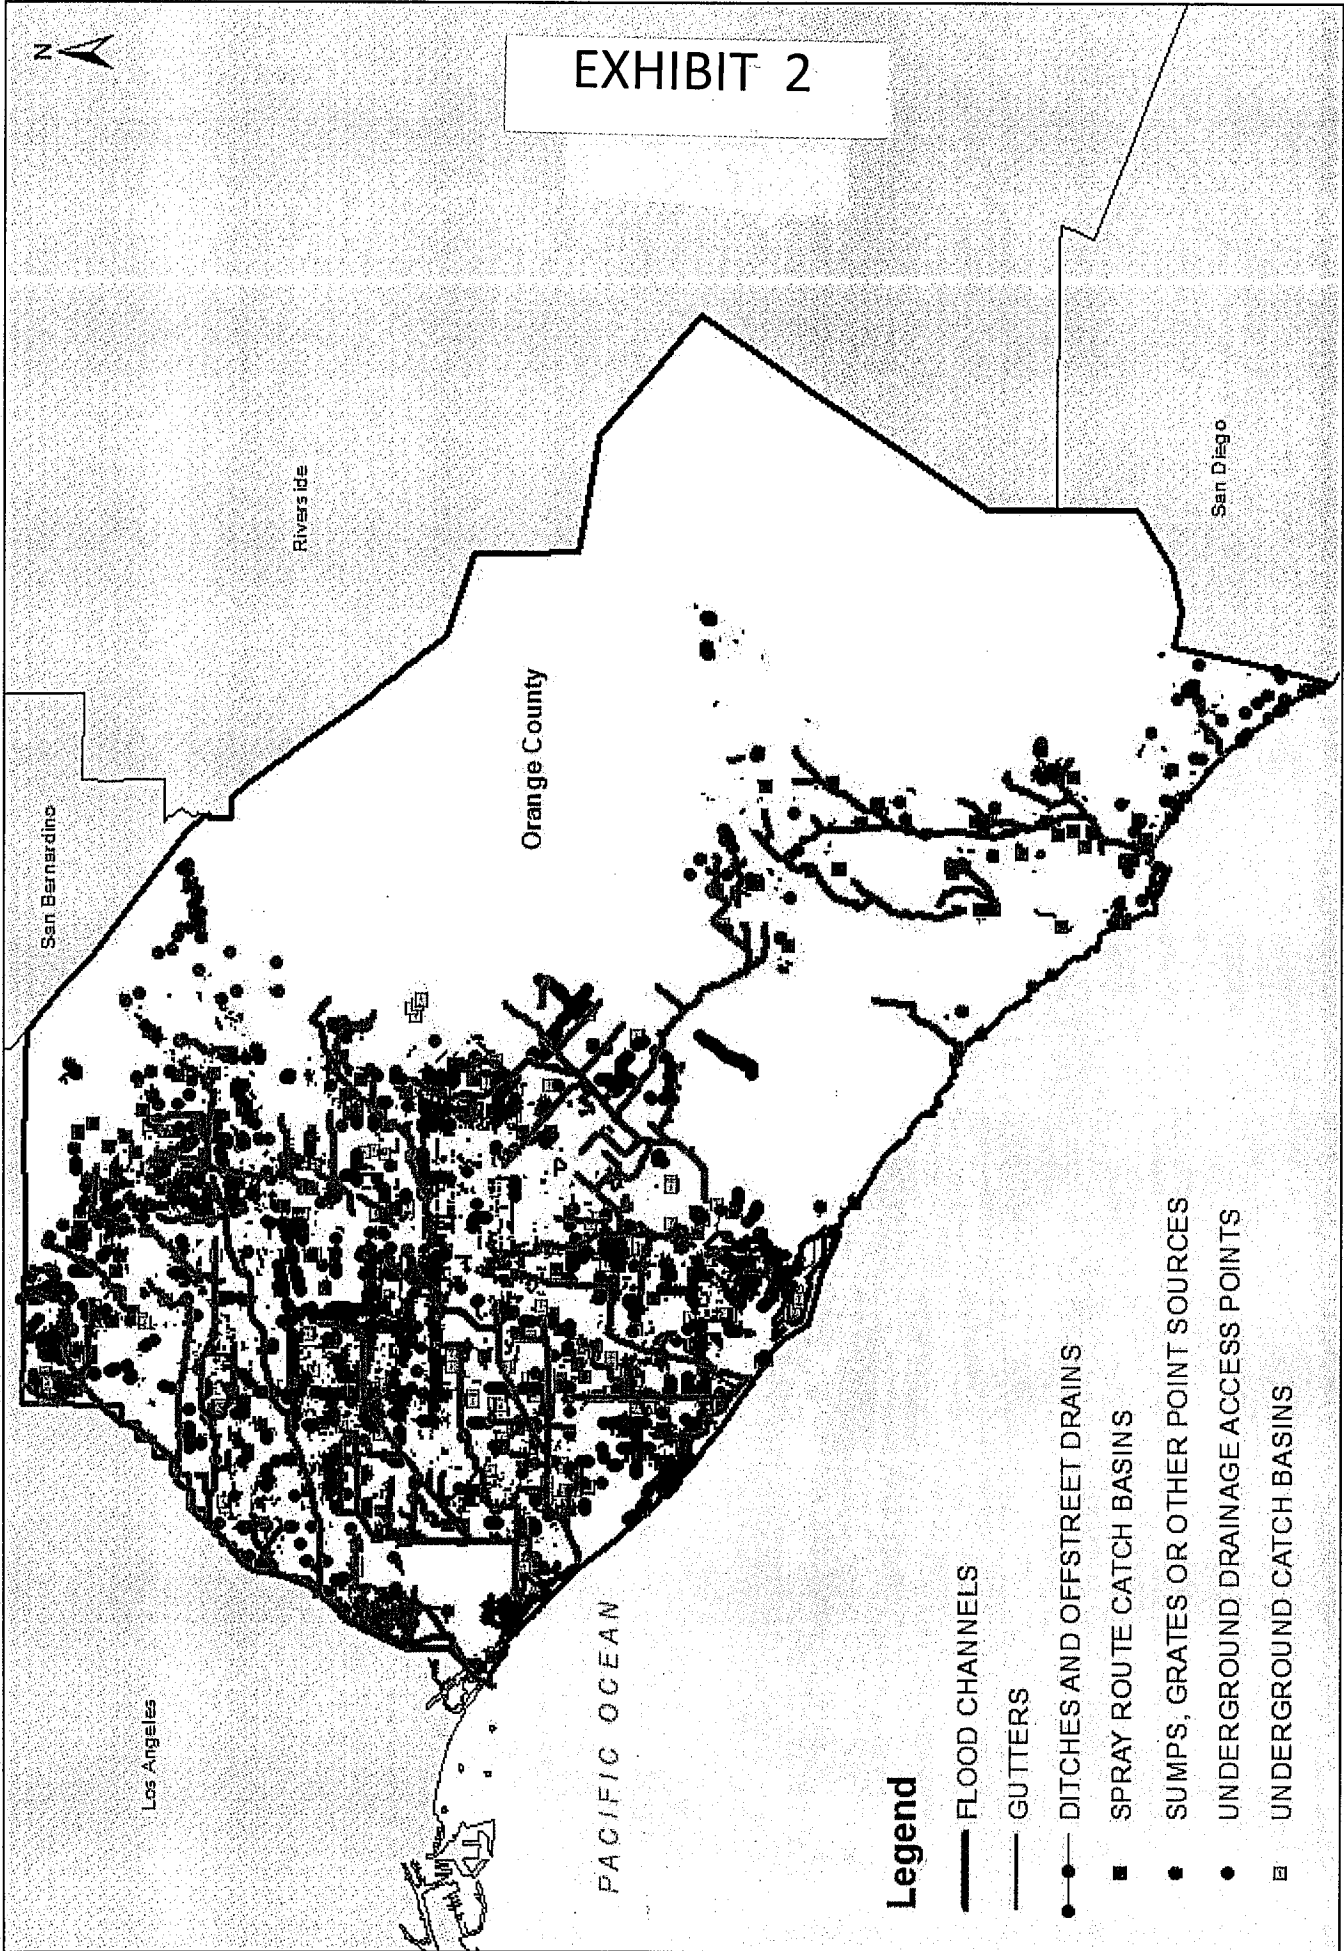 EXHIBIT 2
N
San Bernardino
Riverside
Los Angeles
Orange County
San Diego
PACIFIC OCEAN
Legend
FLOOD CHANNELS
GUTTERS
DITCHES AND OFFSTREET DRAINS
SPRAY ROUTE CATCH BASINS
SUMPS, GRATES OR OTHER POINT SOURCES
UNDERGROUND DRAINAGE ACCESS POINTS
UNDERGROUND CATCH BASINS